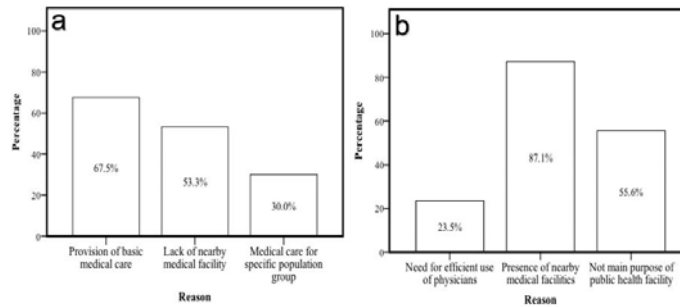 a
100
80
60
40
20
0
Percentage
67.5%
53.3%
30.0%
Provision of basic
medical care
Lack of nearby
medical facility
Medical care for
specific population
group
Reason
b
100
80
60
40
20
0
Percentage
23.5%
87.1%
55.6%
Need for efficient use
of physicians
Presence of nearby
medical facilities
Not main purpose of
public health facility
Reason